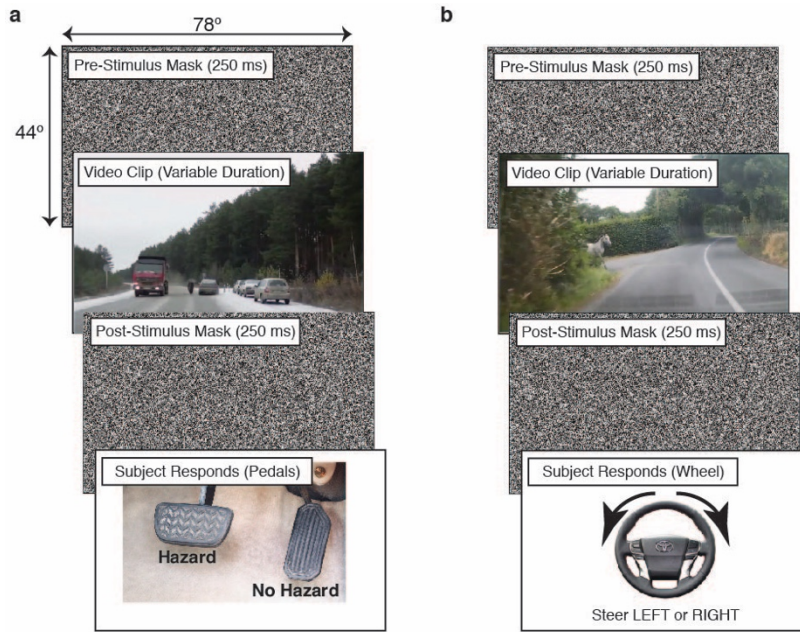 a
78º
44º
Pre-Stimulus Mask (250 ms)
Video Clip (Variable Duration)
Post-Stimulus Mask (250 ms)
Subject Responds (Pedals)
Hazard
No Hazard
b
Pre-Stimulus Mask (250 ms)
Video Clip (Variable Duration)
Post-Stimulus Mask (250 ms)
Subject Responds (Wheel)
Steer LEFT or RIGHT